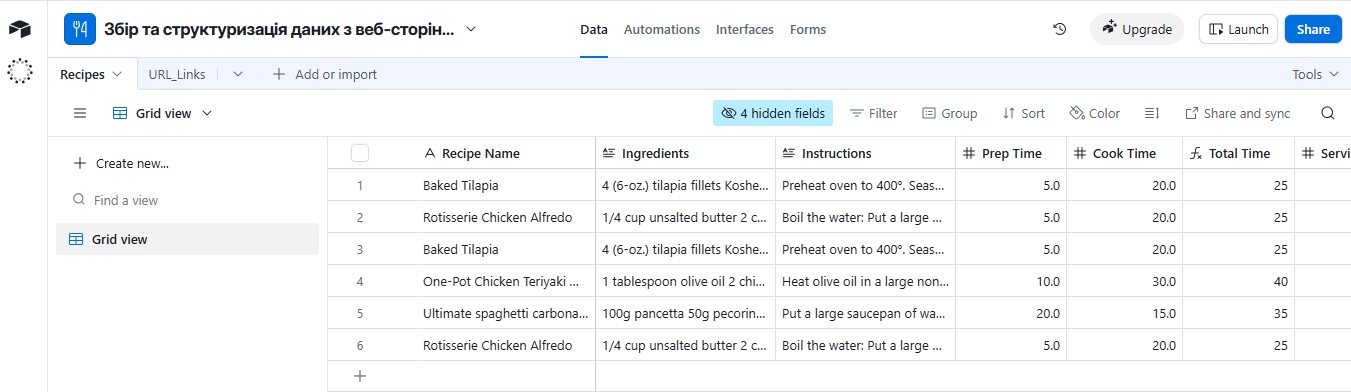 Збір та структуризація даних з веб-сторін...
Data Automations Interfaces Forms
Upgrade Launch Share
Recipes URL_Links Add or import Tools
Grid view 4 hidden fields Filter Group Sort Color Share and sync
Create new...
Find a view
Grid view
Recipe Name Ingredients Instructions Prep Time Cook Time Total Time Servi
1 Baked Tilapia 4 (6-oz.) tilapia fillets Koshe... Preheat oven to 400°. Seas... 5.0 20.0 25
2 Rotisserie Chicken Alfredo 1/4 cup unsalted butter 2 c... Boil the water: Put a large ... 5.0 20.0 25
3 Baked Tilapia 4 (6-oz.) tilapia fillets Koshe... Preheat oven to 400°. Seas... 5.0 20.0 25
4 One-Pot Chicken Teriyaki ... 1 tablespoon olive oil 2 chi... Heat olive oil in a large non... 10.0 30.0 40
5 Ultimate spaghetti carbona... 100g pancetta 50g pecorin... Put a large saucepan of wa... 20.0 15.0 35
6 Rotisserie Chicken Alfredo 1/4 cup unsalted butter 2 c... Boil the water: Put a large ... 5.0 20.0 25